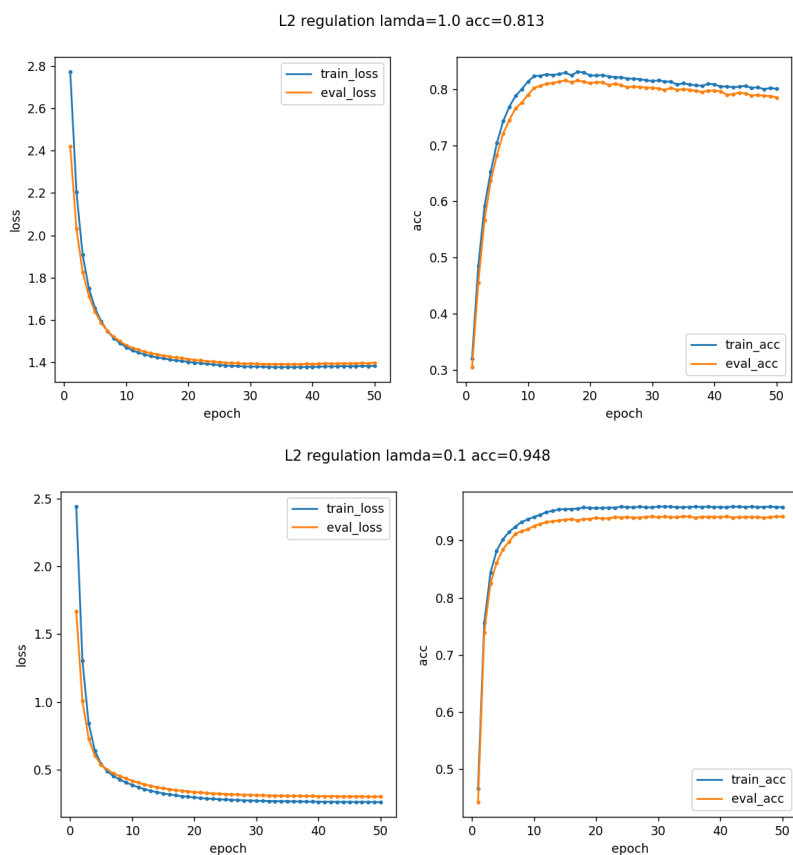 L2 regulation lamda=1.0 acc=0.813
2.8
2.6
2.4
2.2
2.0
1.8
1.6
1.4
loss
0 10 20 30 40 50
epoch
train_loss
eval_loss
0.8
0.7
0.6
0.5
0.4
0.3
acc
0 10 20 30 40 50
epoch
train_acc
eval_acc
L2 regulation lamda=0.1 acc=0.948
2.5
2.0
1.5
1.0
0.5
loss
0 10 20 30 40 50
epoch
train_loss
eval_loss
0.9
0.8
0.7
0.6
0.5
acc
0 10 20 30 40 50
epoch
train_acc
eval_acc